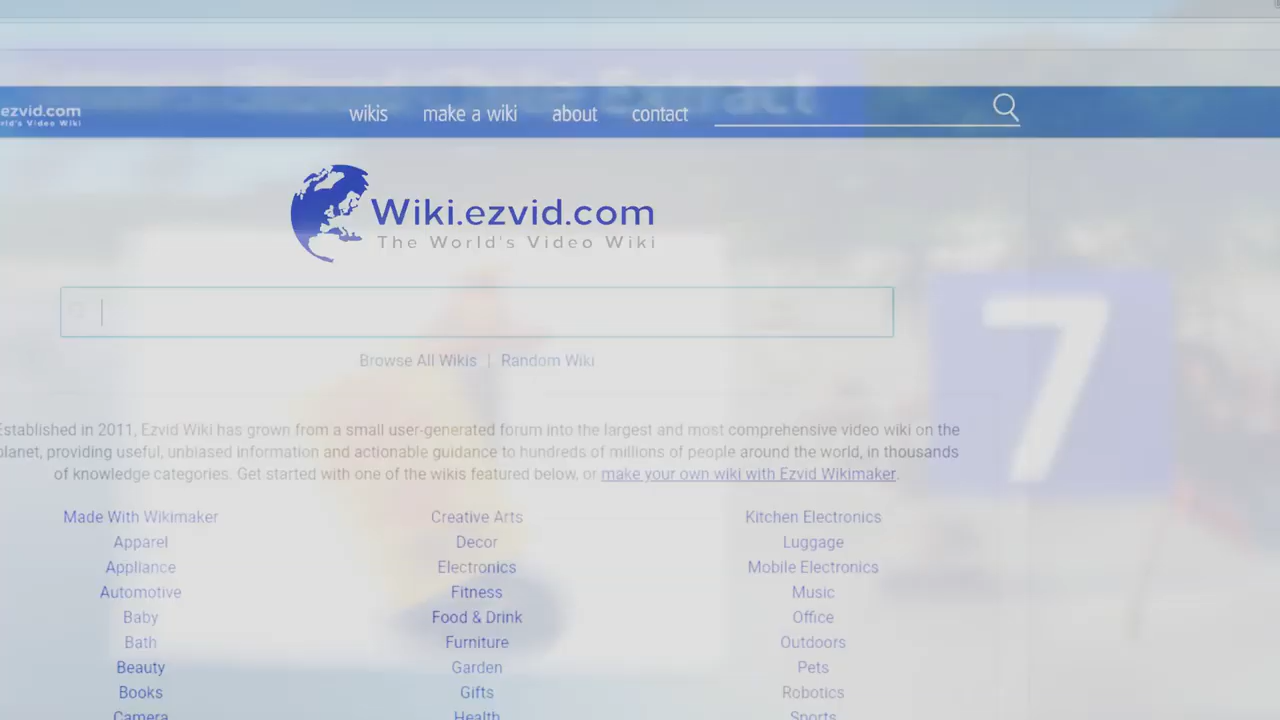 ezvid.com
wikis make a wiki about contact
rld's Video Wiki
Wiki.ezvid.com
The World's Video Wiki
Browse All Wikis | Random Wiki
Established in 2011, Ezvid Wiki has grown from a small user-generated forum into the largest and most comprehensive video wiki on the
planet, providing useful, unbiased information and actionable guidance to hundreds of millions of people around the world, in thousands
of knowledge categories. Get started with one of the wikis featured below, or make your own wiki with Ezvid Wikimaker.
7
Made With Wikimaker Creative Arts Kitchen Electronics
Apparel Decor Luggage
Appliance Electronics Mobile Electronics
Automotive Fitness Music
Baby Food & Drink Office
Bath Furniture Outdoors
Beauty Garden Pets
Books Gifts Robotics
Camera Health Sports